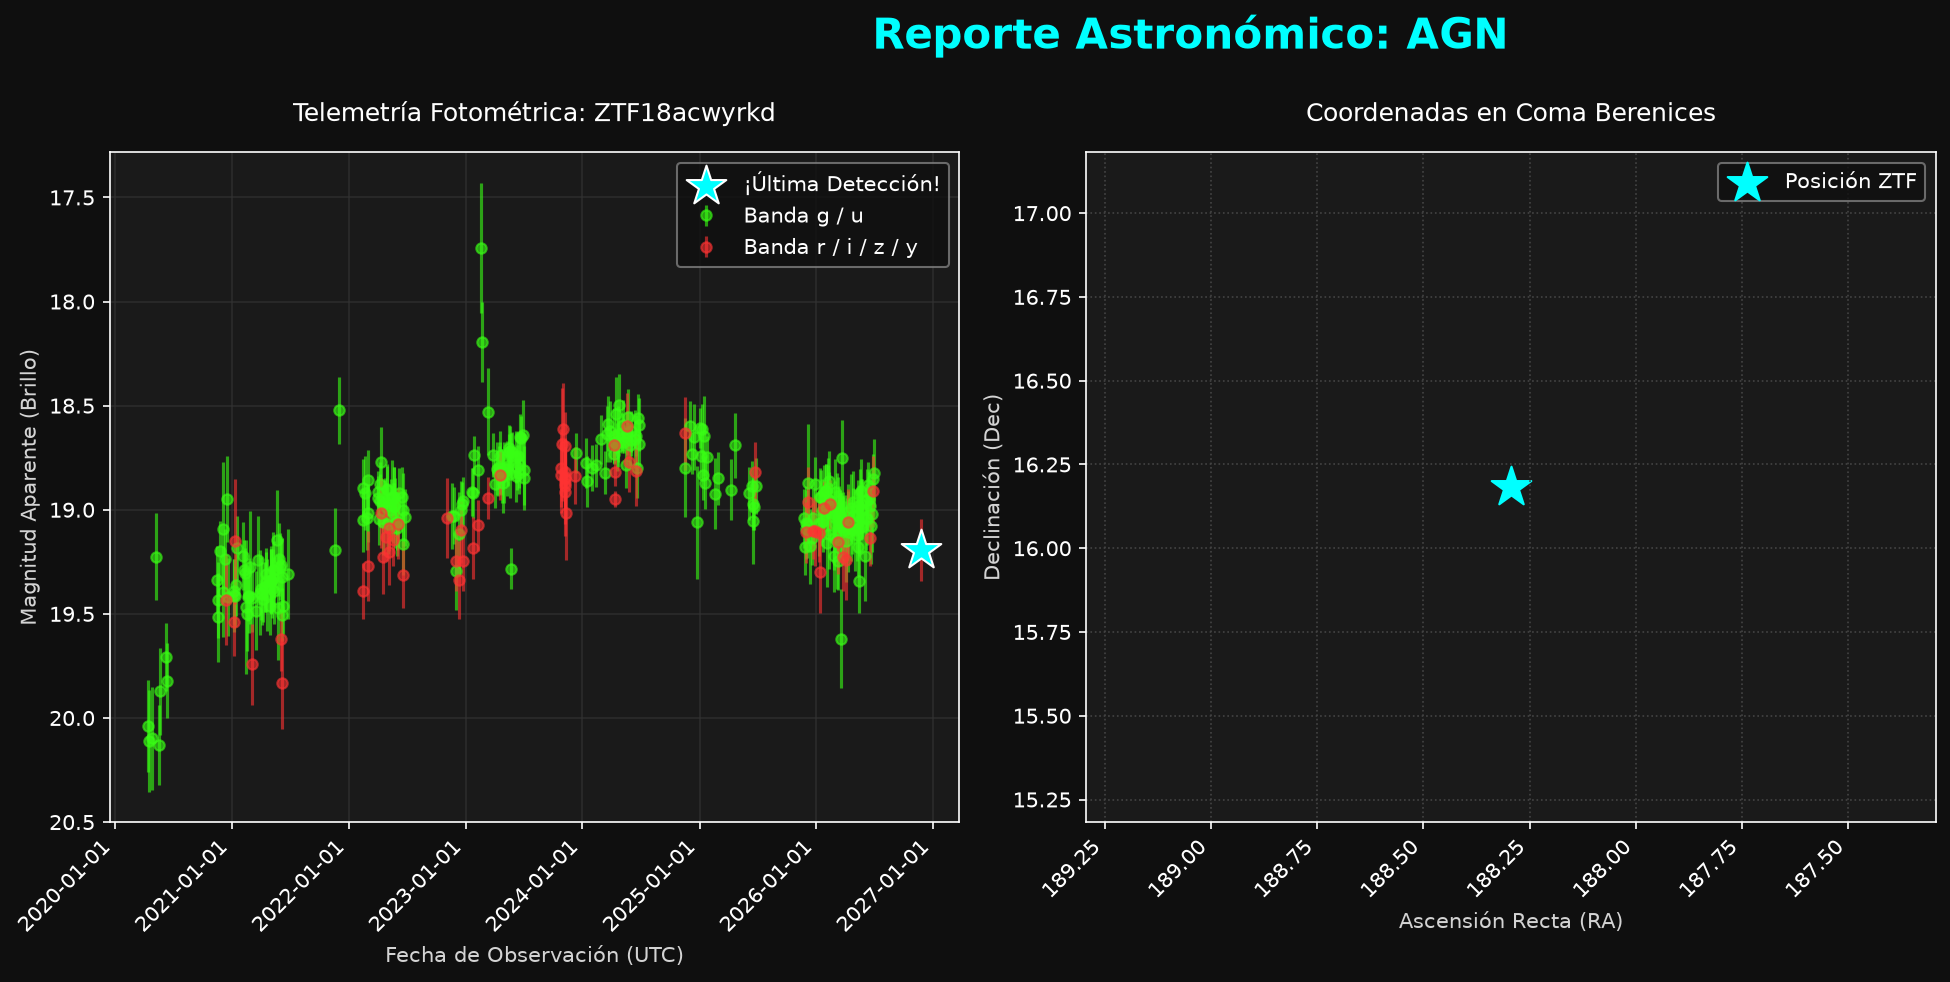 Reporte Astronómico: AGN
Telemetría Fotométrica: ZTF18acwyrkd
¡Última Detección!
Banda g / u
Banda r / i / z / y
Magnitud Aparente (Brillo)
17.5
18.0
18.5
19.0
19.5
20.0
20.5
2020-01-01
2021-01-01
2022-01-01
2023-01-01
2024-01-01
2025-01-01
2026-01-01
2027-01-01
Fecha de Observación (UTC)
Coordenadas en Coma Berenices
Posición ZTF
Declinación (Dec)
17.00
16.75
16.50
16.25
16.00
15.75
15.50
15.25
189.25
189.00
188.75
188.50
188.25
188.00
187.75
187.50
Ascensión Recta (RA)